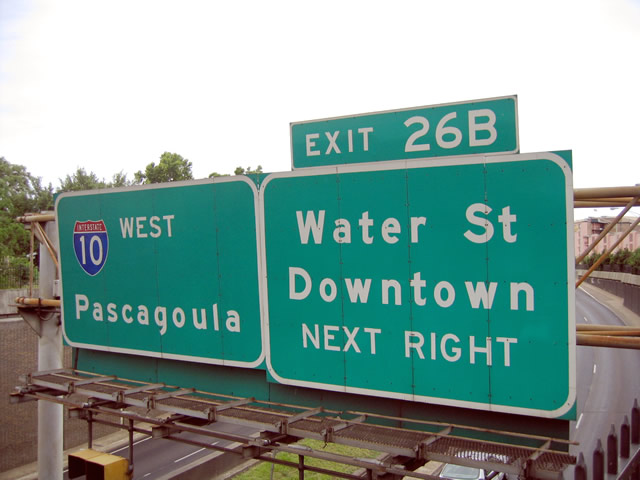 INTERSTATE
10
WEST
Pascagoula
EXIT 26B
Water St
Downtown
NEXT RIGHT